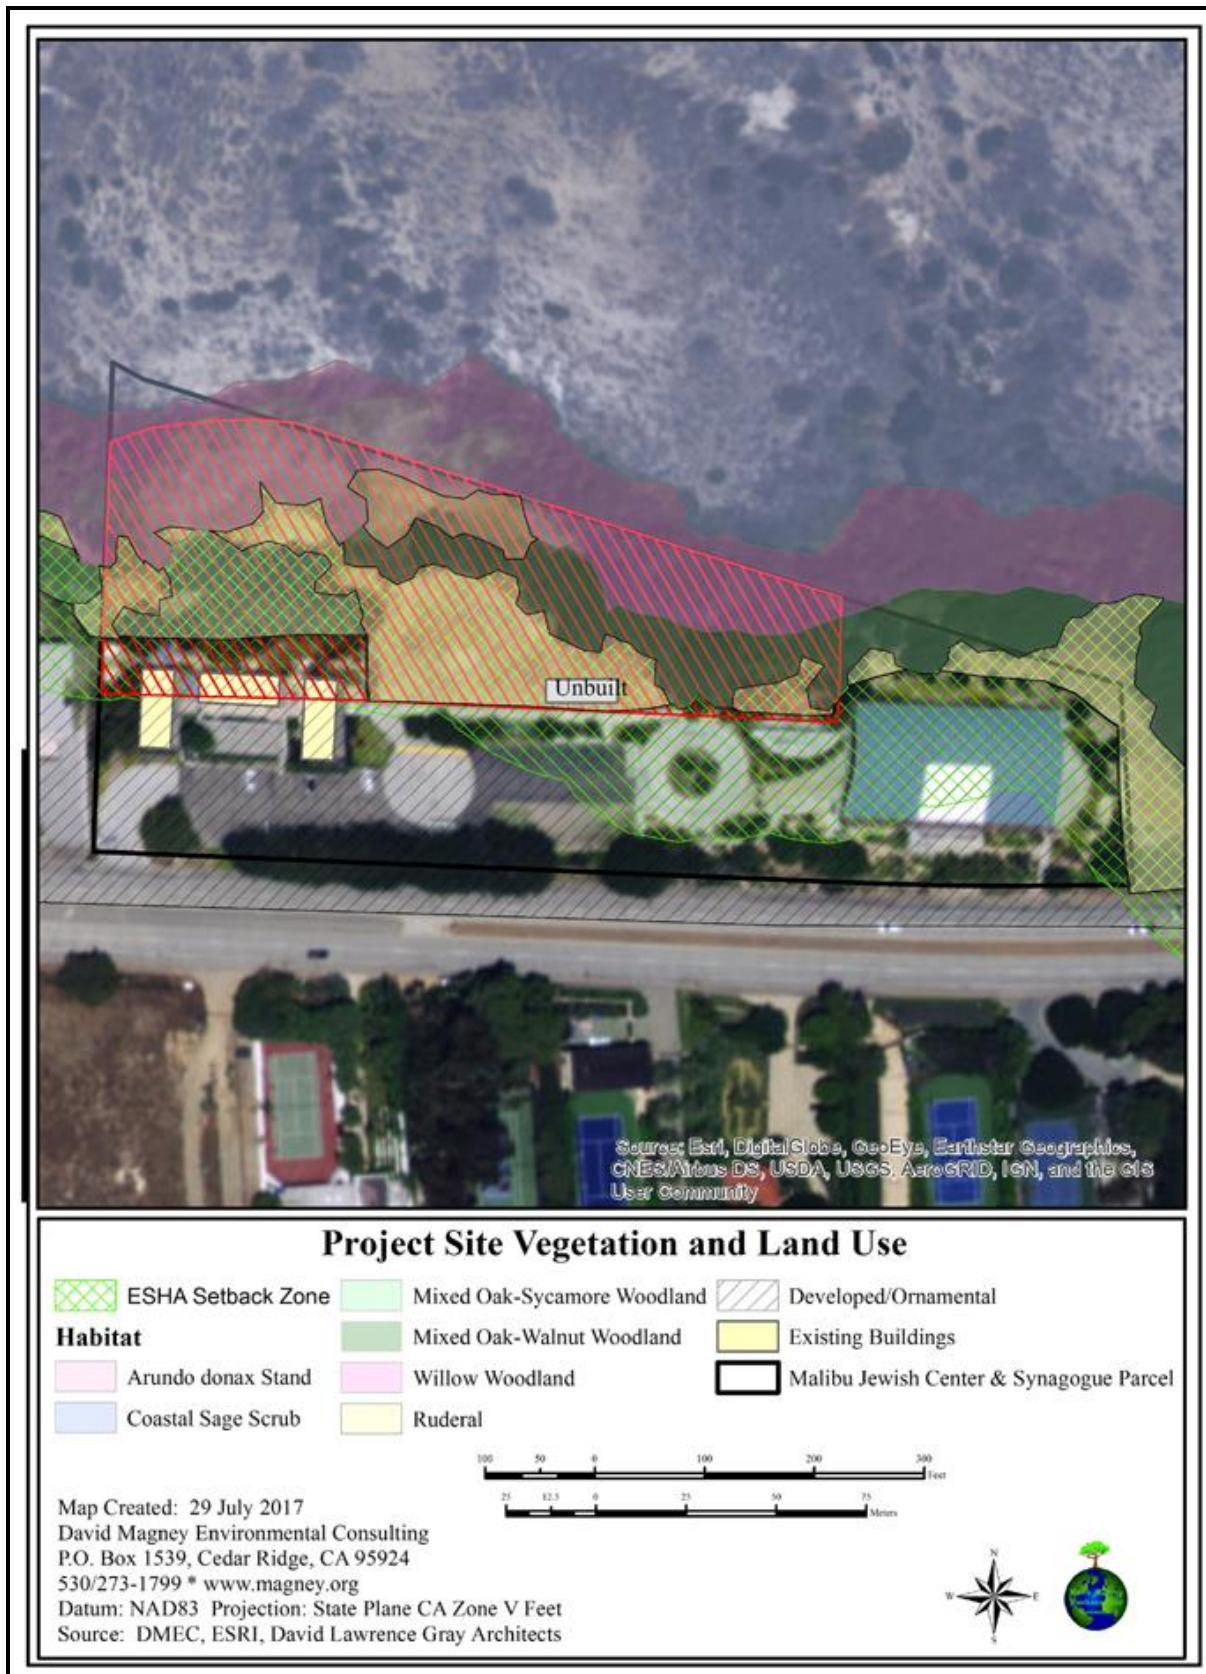 Unbuilt
Source: Esri, DigitalGlobe, GeoEye, Earthstar Geographics,
CNES/Airbus DS, USDA, USGS, AeroGRID, IGN, and the GIS
User Community
Project Site Vegetation and Land Use
ESHA Setback Zone
Habitat
Arundo donax Stand
Coastal Sage Scrub
Mixed Oak-Sycamore Woodland
Mixed Oak-Walnut Woodland
Willow Woodland
Ruderal
Developed/Ornamental
Existing Buildings
Malibu Jewish Center & Synagogue Parcel
100 50 0 100 200 300
Feet
25 12.5 0 25 50 75
Meters
Map Created: 29 July 2017
David Magney Environmental Consulting
P.O. Box 1539, Cedar Ridge, CA 95924
530/273-1799 * www.magney.org
Datum: NAD83 Projection: State Plane CA Zone V Feet
Source: DMEC, ESRI, David Lawrence Gray Architects
N
W E
S